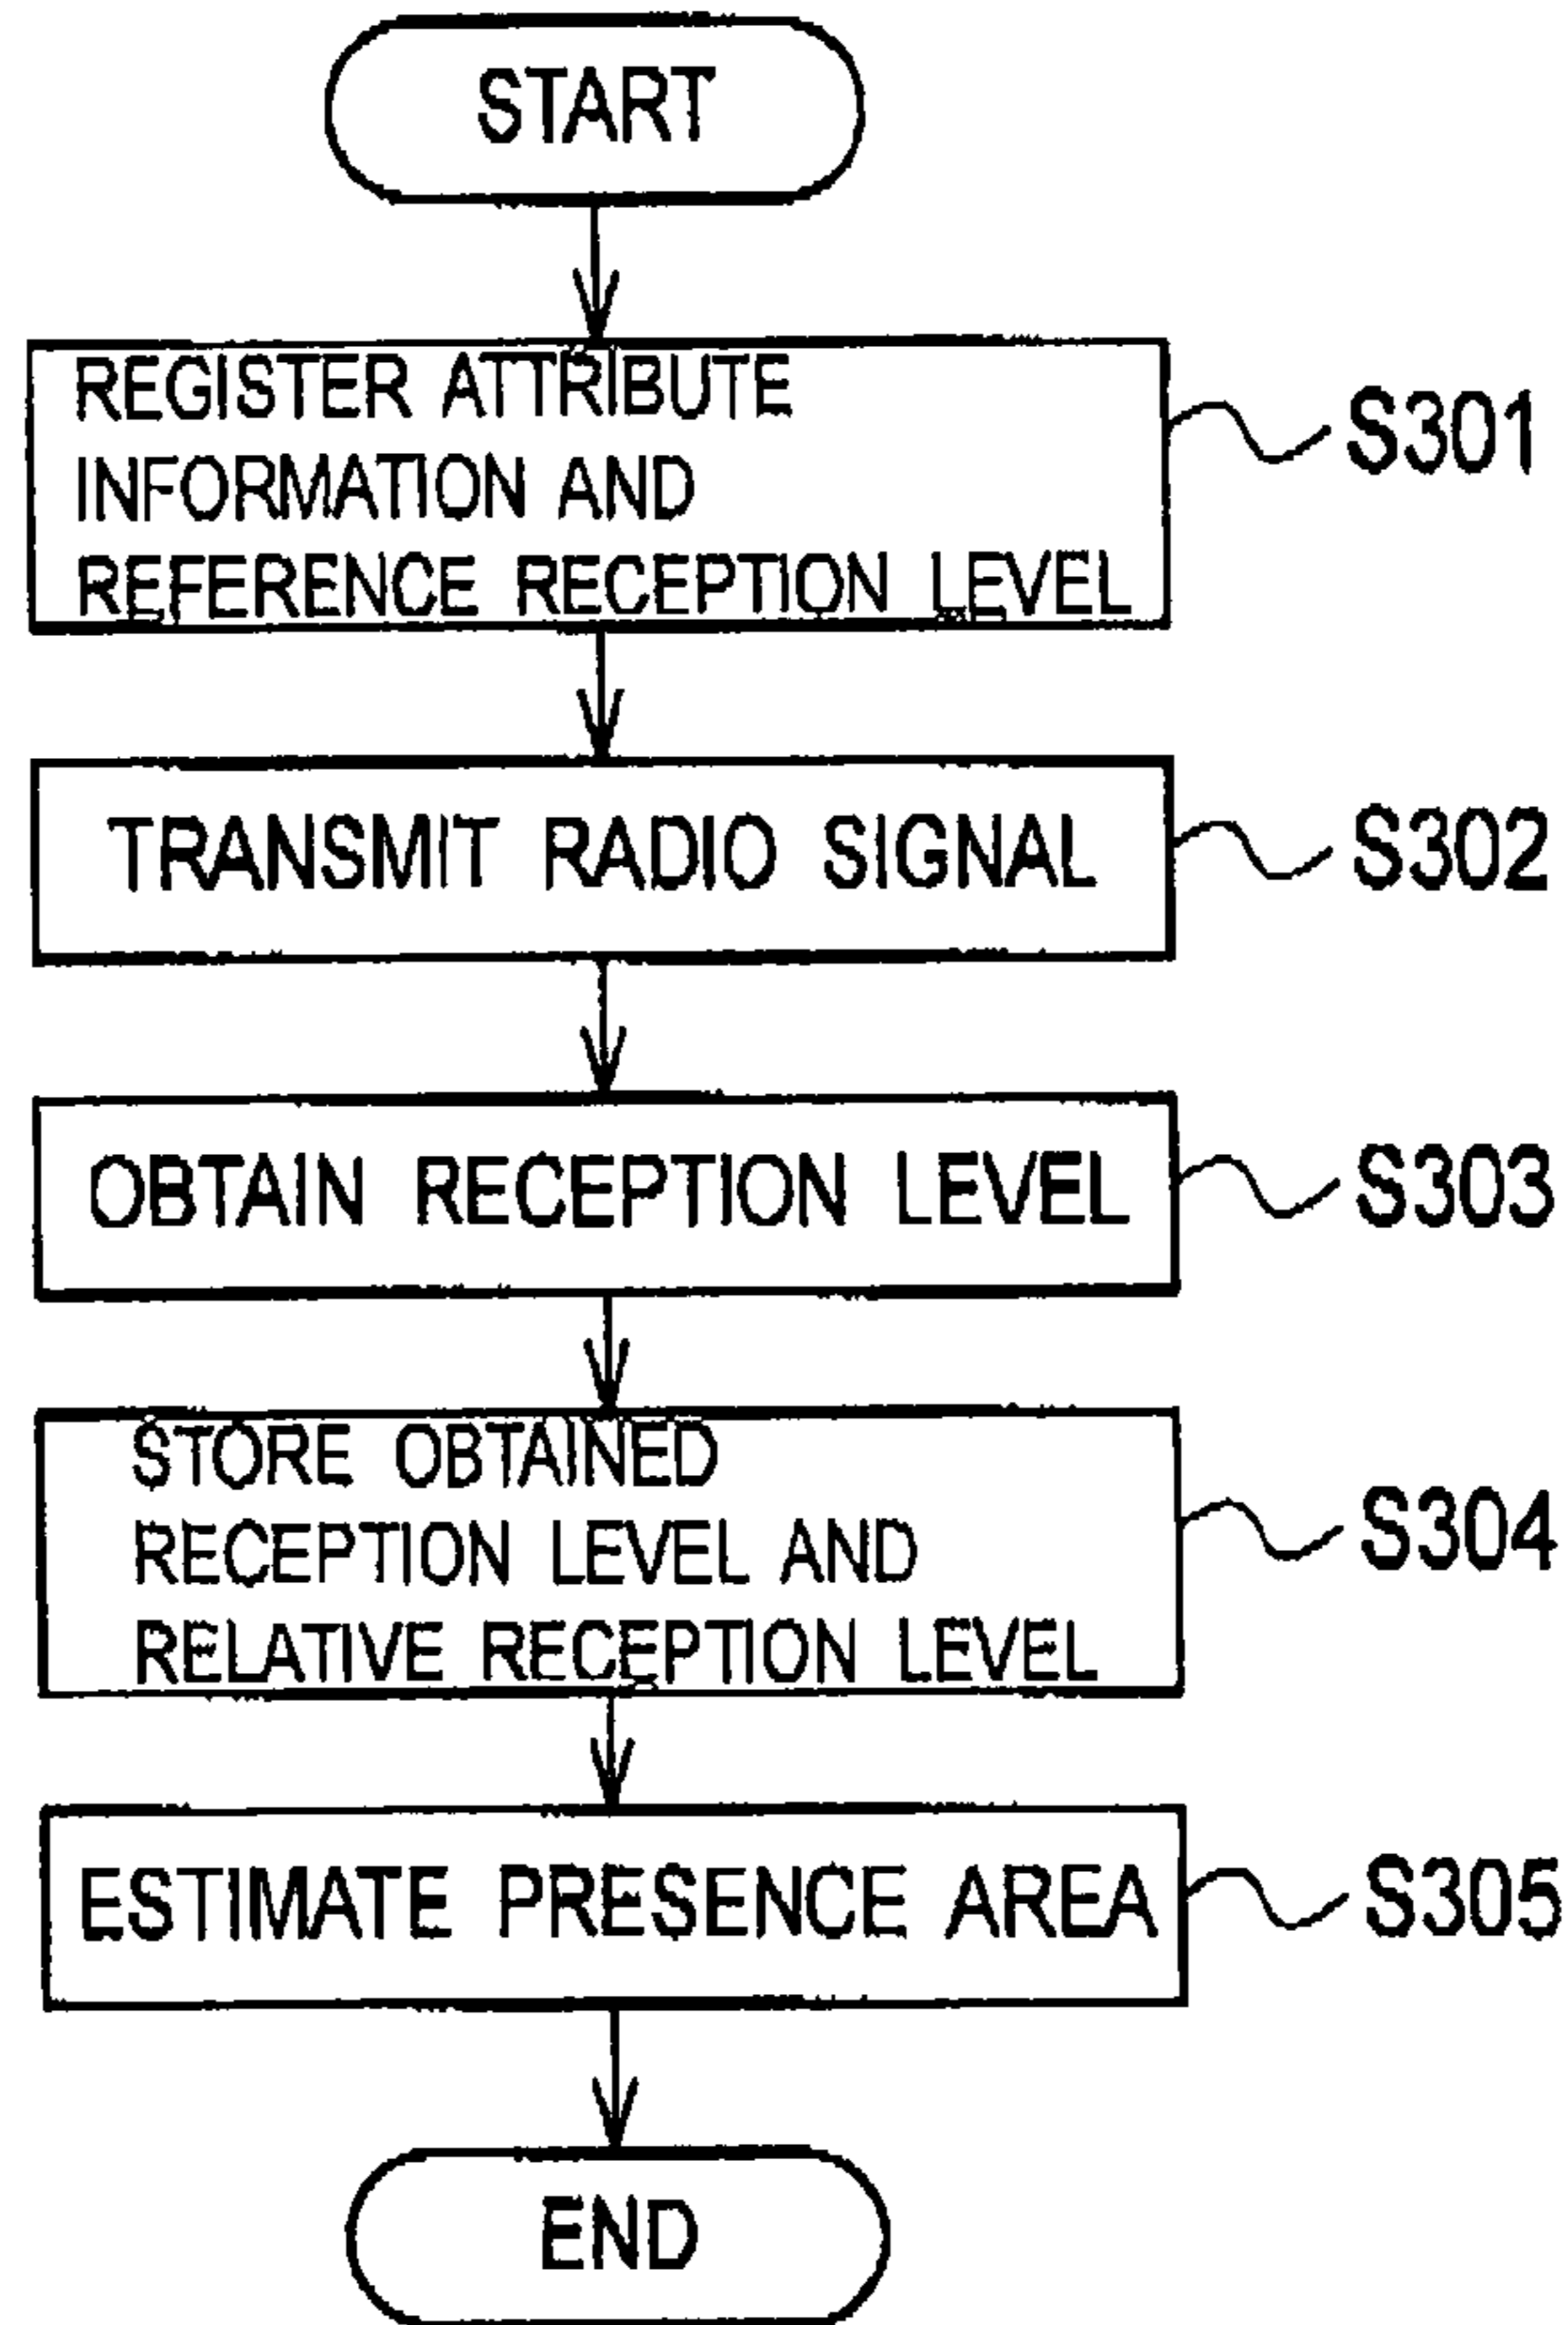 START
REGISTER ATTRIBUTE
INFORMATION AND
REFERENCE RECEPTION LEVEL
S301
TRANSMIT RADIO SIGNAL
S302
OBTAIN RECEPTION LEVEL
S303
STORE OBTAINED
RECEPTION LEVEL AND
RELATIVE RECEPTION LEVEL
S304
ESTIMATE PRESENCE AREA
S305
END